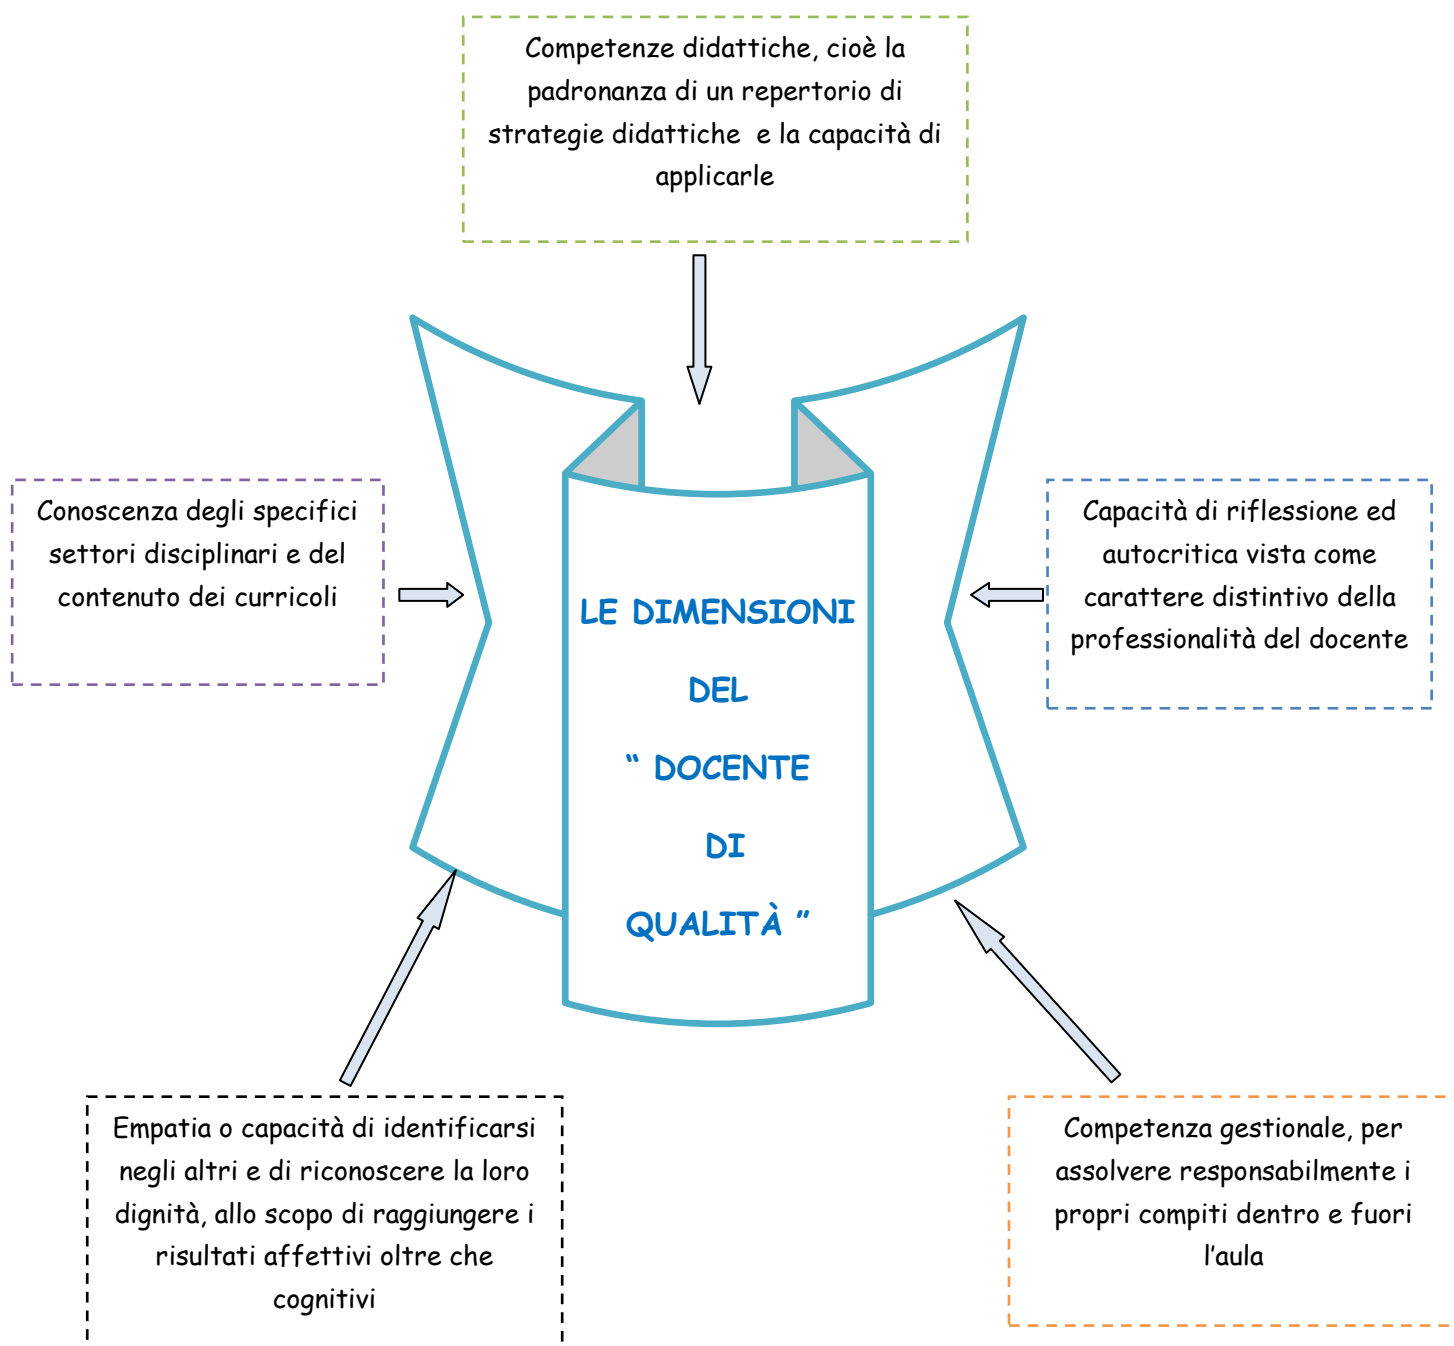 Competenze didattiche, cioè la
padronanza di un repertorio di
strategie didattiche e la capacità di
applicarle
Conoscenza degli specifici
settori disciplinari e del
contenuto dei curricoli
LE DIMENSIONI
DEL
“ DOCENTE
DI
QUALITÀ ”
Capacità di riflessione ed
autocritica vista come
carattere distintivo della
professionalità del docente
Empatia o capacità di identificarsi
negli altri e di riconoscere la loro
dignità, allo scopo di raggiungere i
risultati affettivi oltre che
cognitivi
Competenza gestionale, per
assolvere responsabilmente i
propri compiti dentro e fuori
l’aula